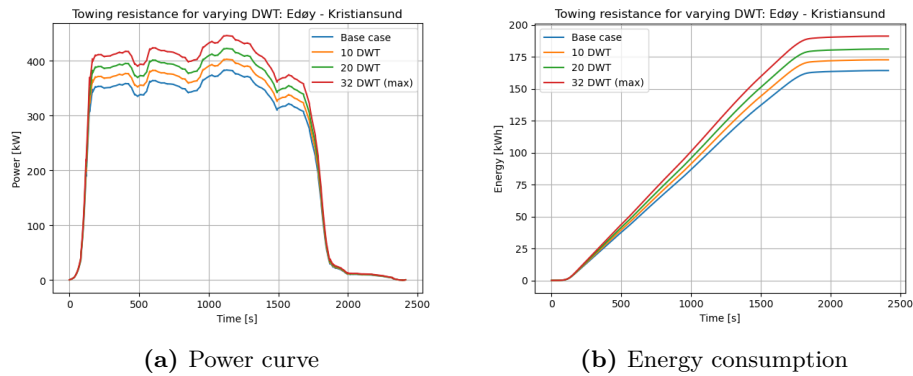 Towing resistance for varying DWT: Edøy - Kristiansund
Base case
10 DWT
20 DWT
32 DWT (max)
400
300
200
100
0
Power [kW]
0
500
1000
1500
2000
2500
Time [s]
(a) Power curve
Towing resistance for varying DWT: Edøy - Kristiansund
Base case
10 DWT
20 DWT
32 DWT (max)
200
175
150
125
100
75
50
25
0
Energy [kWh]
0
500
1000
1500
2000
2500
Time [s]
(b) Energy consumption